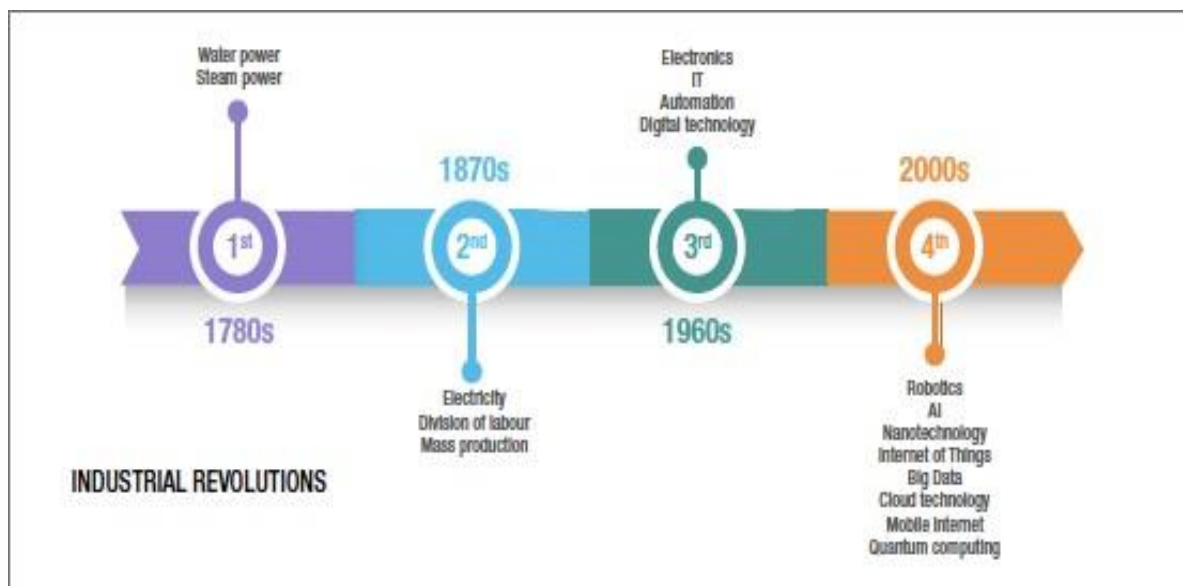 Water power
Steam power
1st
1780s
1870s
2nd
Electricity
Division of labour
Mass production
Electronics
IT
Automation
Digital technology
3rd
1960s
2000s
4th
Robotics
AI
Nanotechnology
Internet of Things
Big Data
Cloud technology
Mobile Internet
Quantum computing
INDUSTRIAL REVOLUTIONS